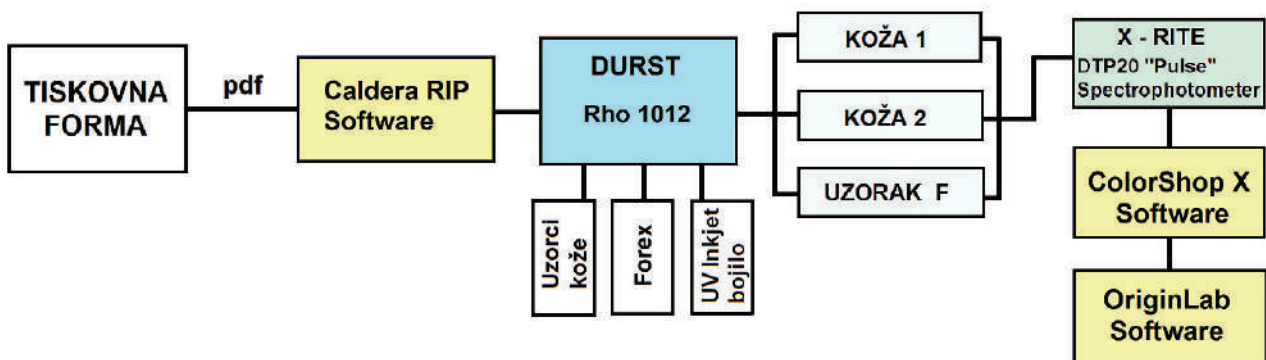 TISKOVNA
FORMA
pdf
Caldera RIP
Software
DURST
Rho 1012
Uzorci
kože
Forex
UV Inkjet
bojilo
KOŽA 1
KOŽA 2
UZORAK F
X - RITE
DTP20 "Pulse"
Spectrophotometer
ColorShop X
Software
OriginLab
Software